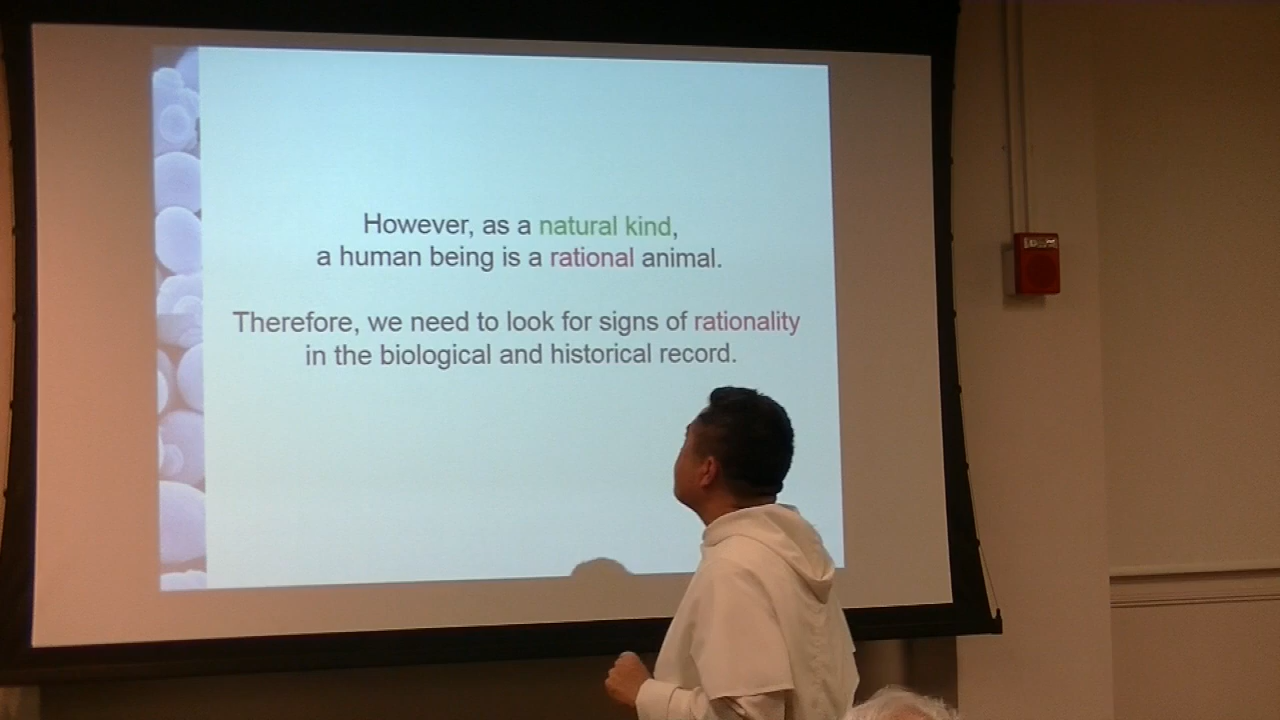 However, as a natural kind,
a human being is a rational animal.
Therefore, we need to look for signs of rationality
in the biological and historical record.